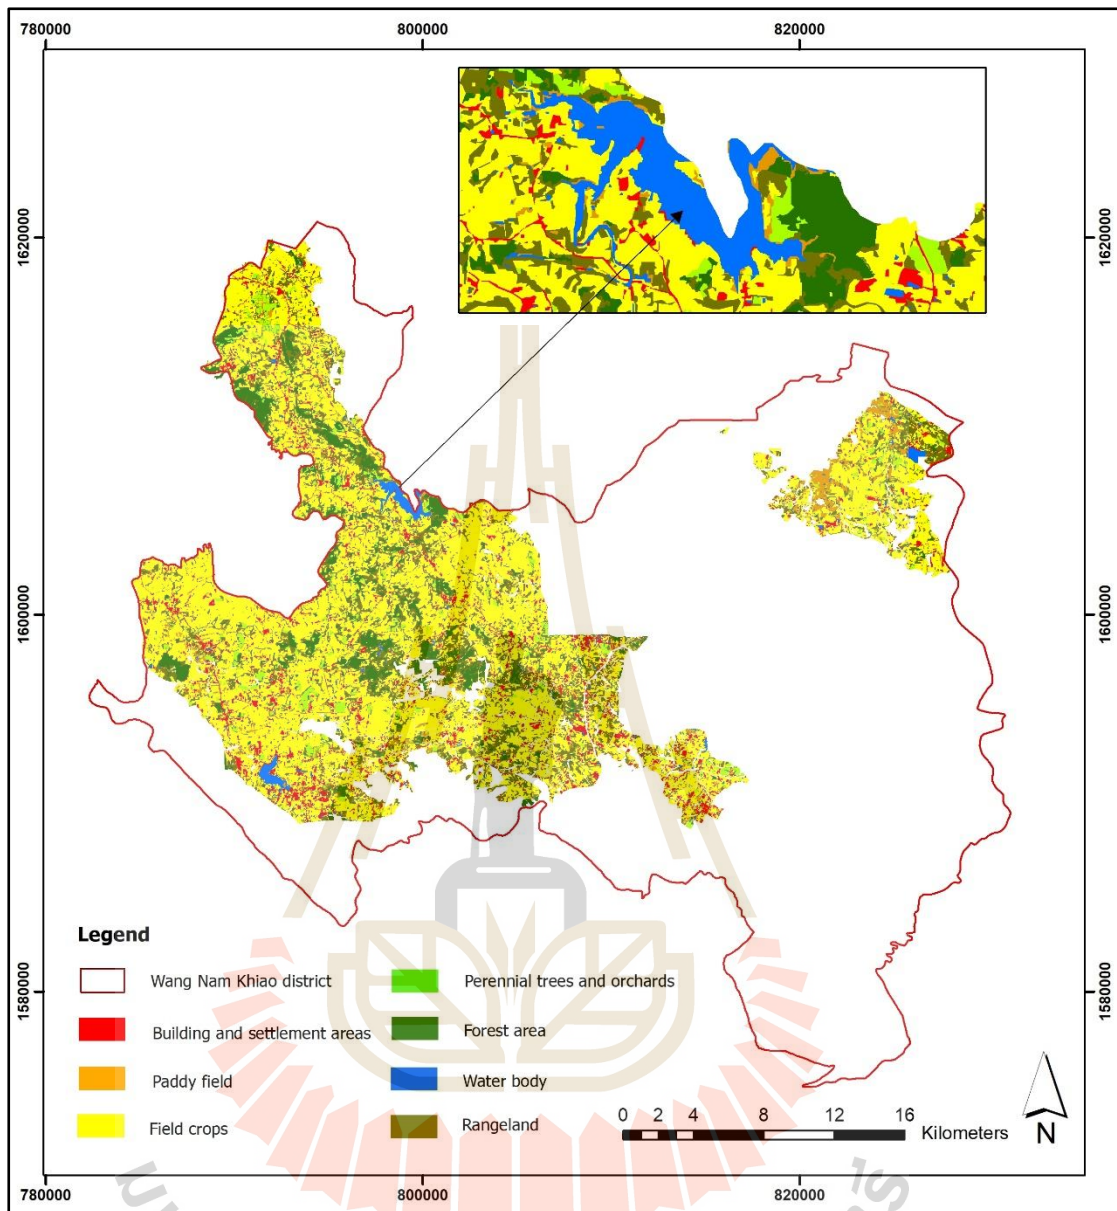 780000 800000 820000
1620000 1620000
1600000 1600000
1580000 1580000
Legend
Wang Nam Khiao district
Building and settlement areas
Paddy field
Field crops
Perennial trees and orchards
Forest area
Water body
Rangeland
0 2 4 8 12 16
Kilometers
N
780000 800000 820000